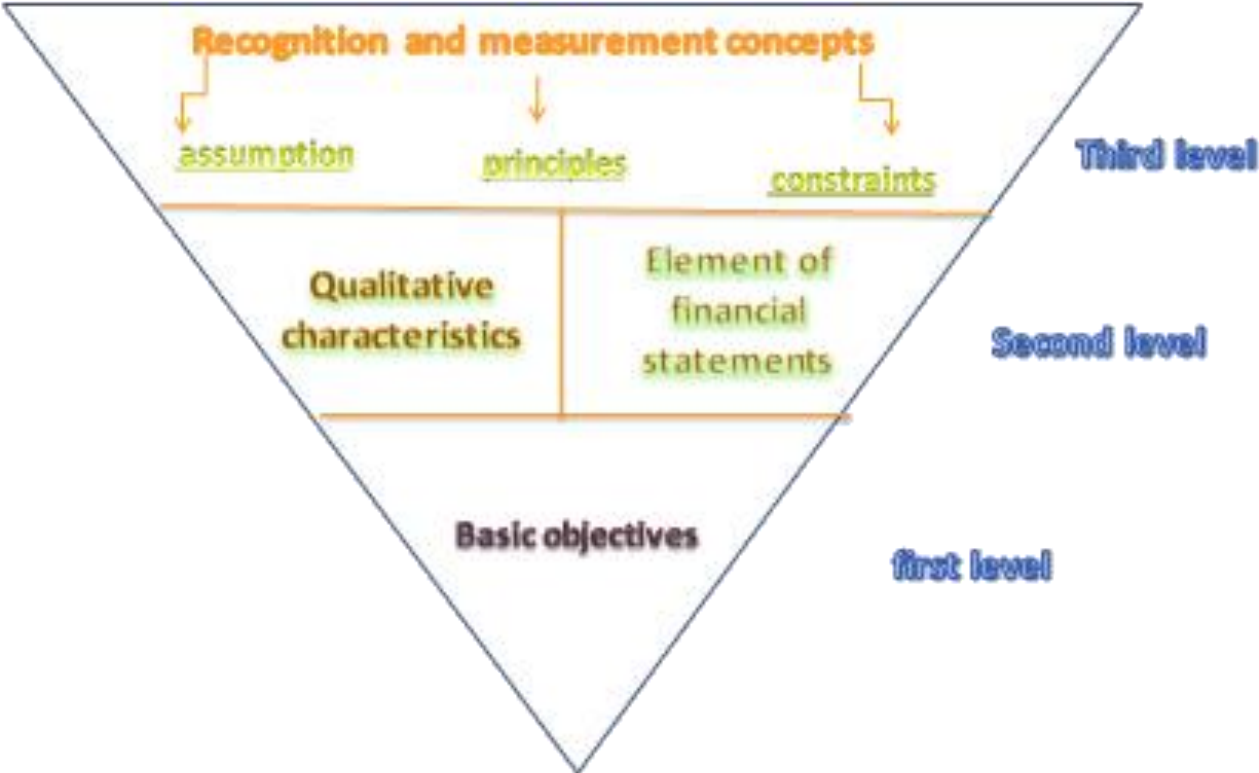 Recognition and measurement concepts
assumption
principles
constraints
Third level
Qualitative
characteristics
Element of
financial
statements
Second level
Basic objectives
first level